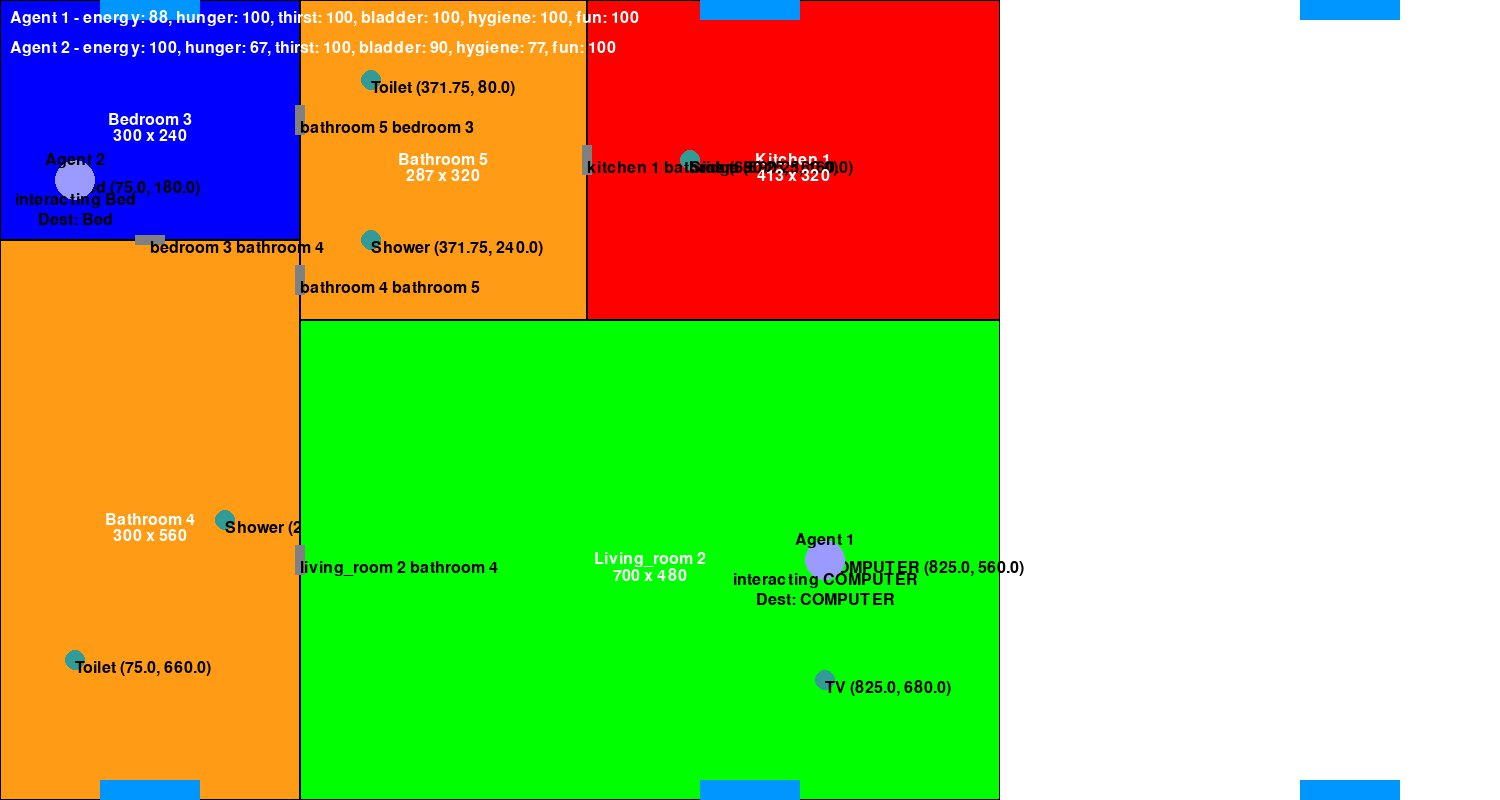 Agent 1 - energy: 88, hunger: 100, thirst: 100, bladder: 100, hygiene: 100, fun: 100
Agent 2 - energy: 100, hunger: 67, thirst: 100, bladder: 90, hygiene: 77, fun: 100
Toilet (371.75, 80.0)
Bedroom 3
300 x 240
bathroom 5 bedroom 3
Agent 2
Bathroom 5
287 x 320
kitchen 1
Kitchen 1
413 x 320
(75.0, 180.0)
interacting Bed
Dest: Bed
bedroom 3 bathroom 4
Shower (371.75, 240.0)
bathroom 4 bathroom 5
Bathroom 4
300 x 560
Shower (2
Agent 1
Living_room 2
700 x 480
living_room 2 bathroom 4
OMPUTER (825.0, 560.0)
interacting COMPUTER
Dest: COMPUTER
Toilet (75.0, 660.0)
TV (825.0, 680.0)